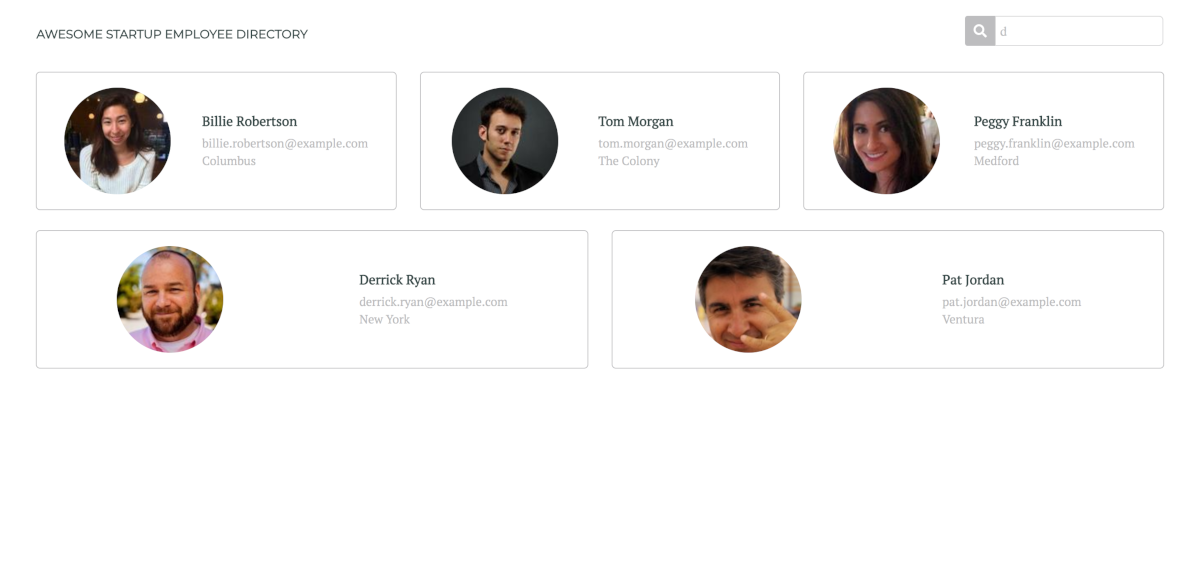 AWESOME STARTUP EMPLOYEE DIRECTORY
d
Billie Robertson
billie.robertson@example.com
Columbus
Tom Morgan
tom.morgan@example.com
The Colony
Peggy Franklin
peggy.franklin@example.com
Medford
Derrick Ryan
derrick.ryan@example.com
New York
Pat Jordan
pat.jordan@example.com
Ventura